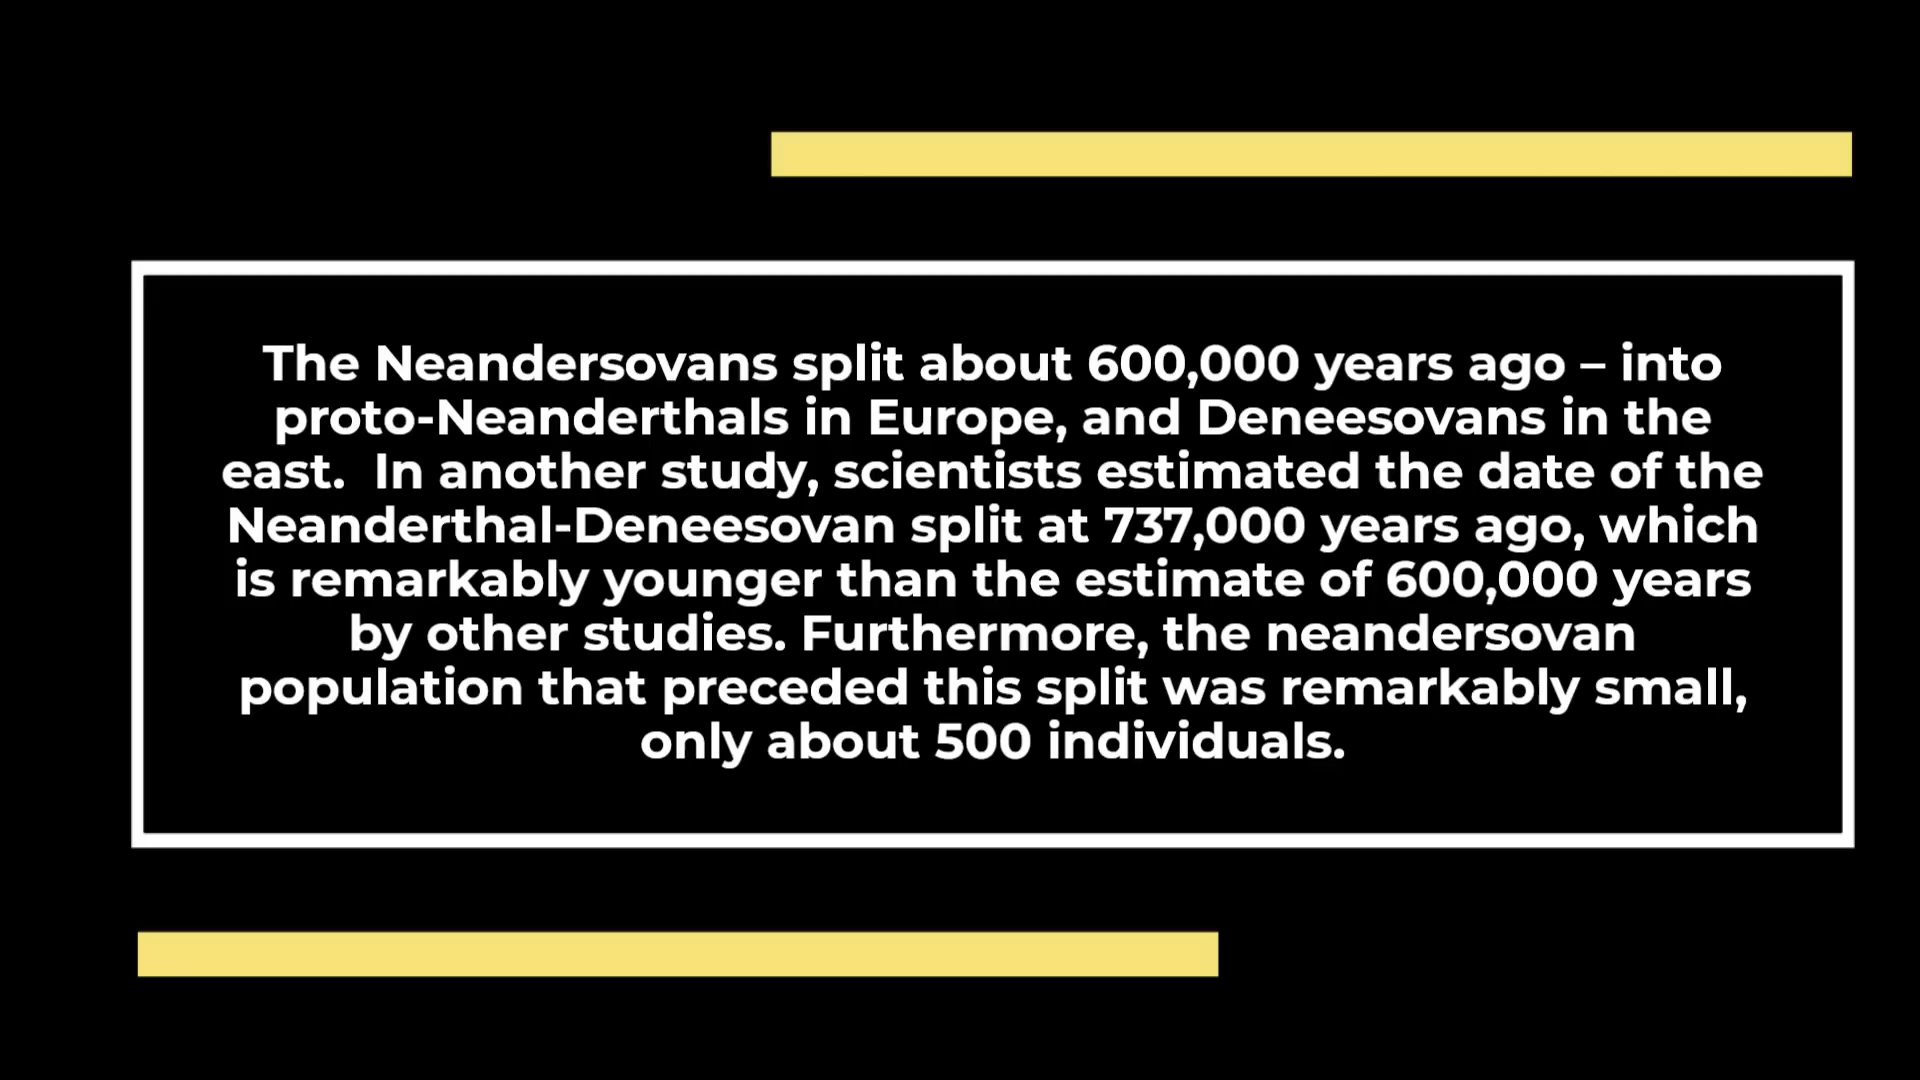 The Neandersovans split about 600,000 years ago – into
proto-Neanderthals in Europe, and Deneesovans in the
east.  In another study, scientists estimated the date of the
Neanderthal-Deneesovan split at 737,000 years ago, which
is remarkably younger than the estimate of 600,000 years
by other studies. Furthermore, the neandersovan
population that preceded this split was remarkably small,
only about 500 individuals.